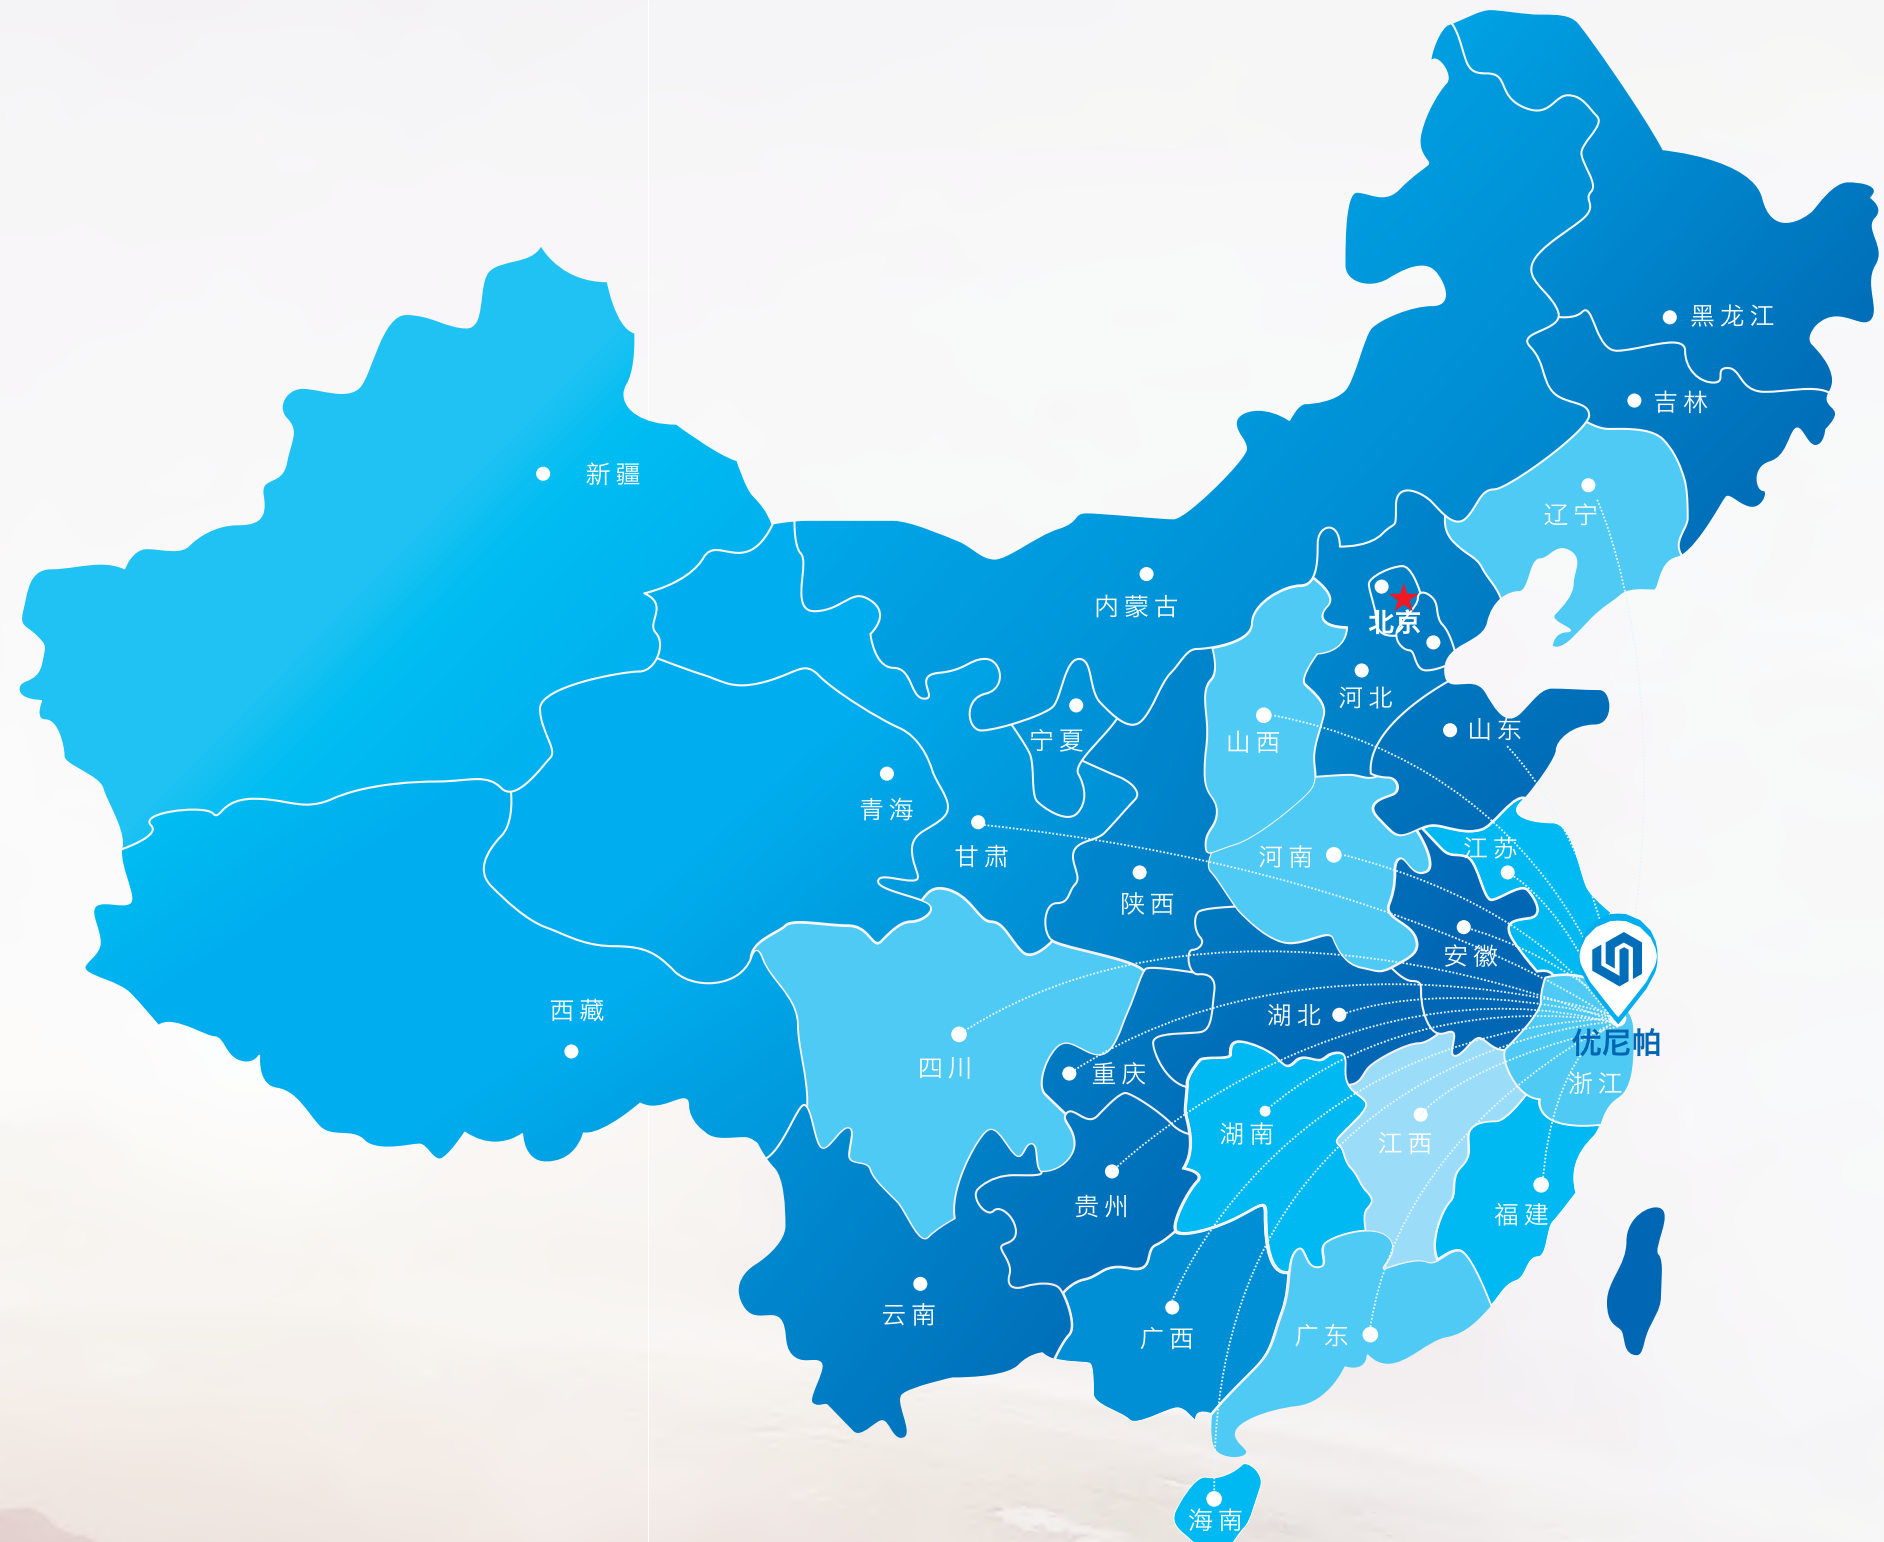 黑龙江
吉林
新疆
辽宁
内蒙古
北京
河北
山东
宁夏
山西
青海
甘肃
河南
江苏
陕西
安徽
西藏
湖北
优尼帕
四川
重庆
浙江
湖南
江西
贵州
福建
云南
广西
广东
海南